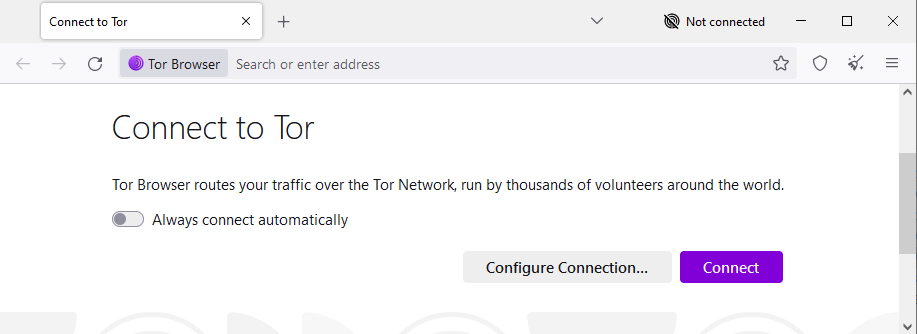 Connect to Tor
Not connected
Tor Browser
Search or enter address
Connect to Tor
Tor Browser routes your traffic over the Tor Network, run by thousands of volunteers around the world.
Always connect automatically
Configure Connection...
Connect